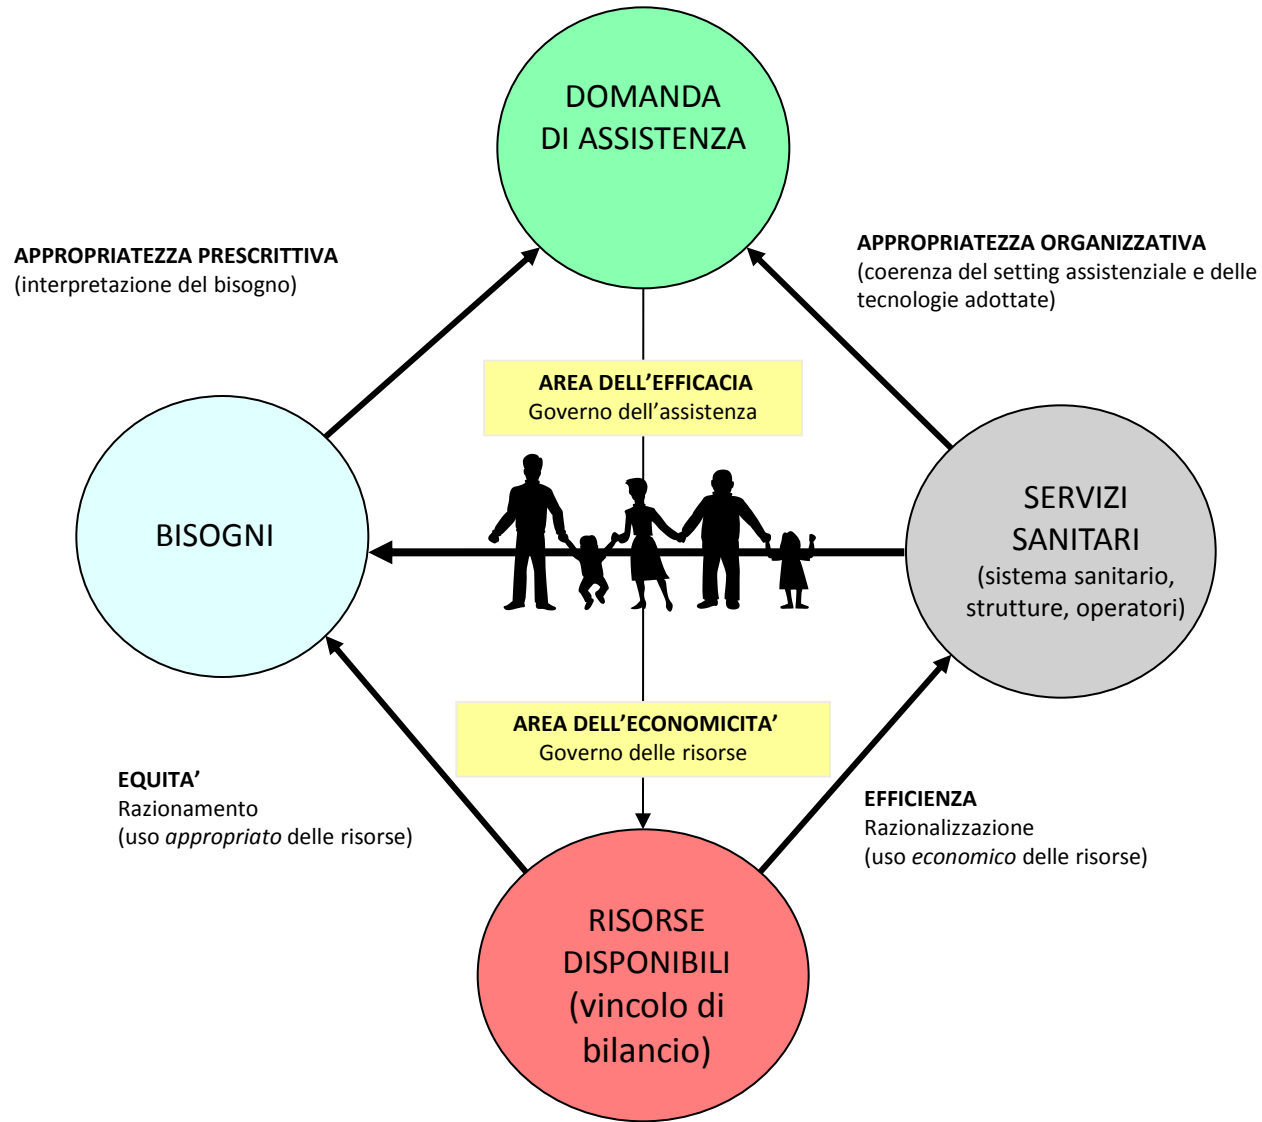 DOMANDA
DI ASSISTENZA
APPROPRIATEZZA PRESCRITTIVA
(interpretazione del bisogno)
APPROPRIATEZZA ORGANIZZATIVA
(coerenza del setting assistenziale e delle
tecnologie adottate)
AREA DELL’EFFICACIA
Governo dell’assistenza
BISOGNI
SERVIZI
SANITARI
(sistema sanitario,
strutture, operatori)
AREA DELL’ECONOMICITA’
Governo delle risorse
EQUITA’
Razionamento
(uso appropriato delle risorse)
EFFICIENZA
Razionalizzazione
(uso economico delle risorse)
RISORSE
DISPONIBILI
(vincolo di
bilancio)